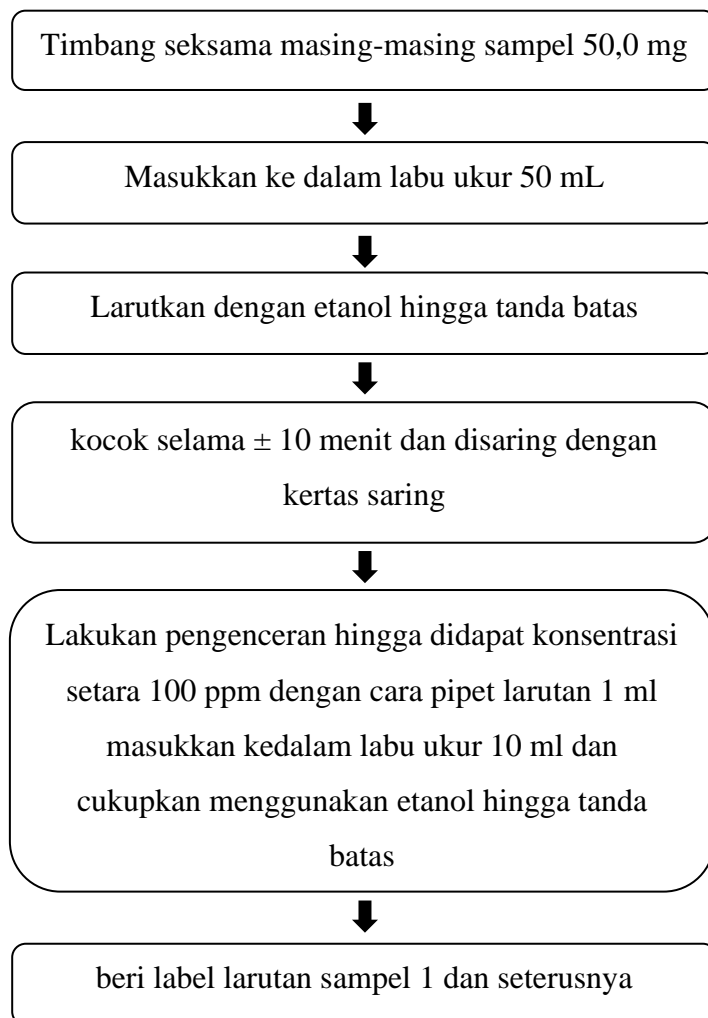 Timbang seksama masing-masing sampel 50,0 mg
Masukkan ke dalam labu ukur 50 mL
Larutkan dengan etanol hingga tanda batas
kocok selama ± 10 menit dan disaring dengan
kertas saring
Lakukan pengenceran hingga didapat konsentrasi
setara 100 ppm dengan cara pipet larutan 1 ml
masukkan kedalam labu ukur 10 ml dan
cukupkan menggunakan etanol hingga tanda
batas
beri label larutan sampel 1 dan seterusnya